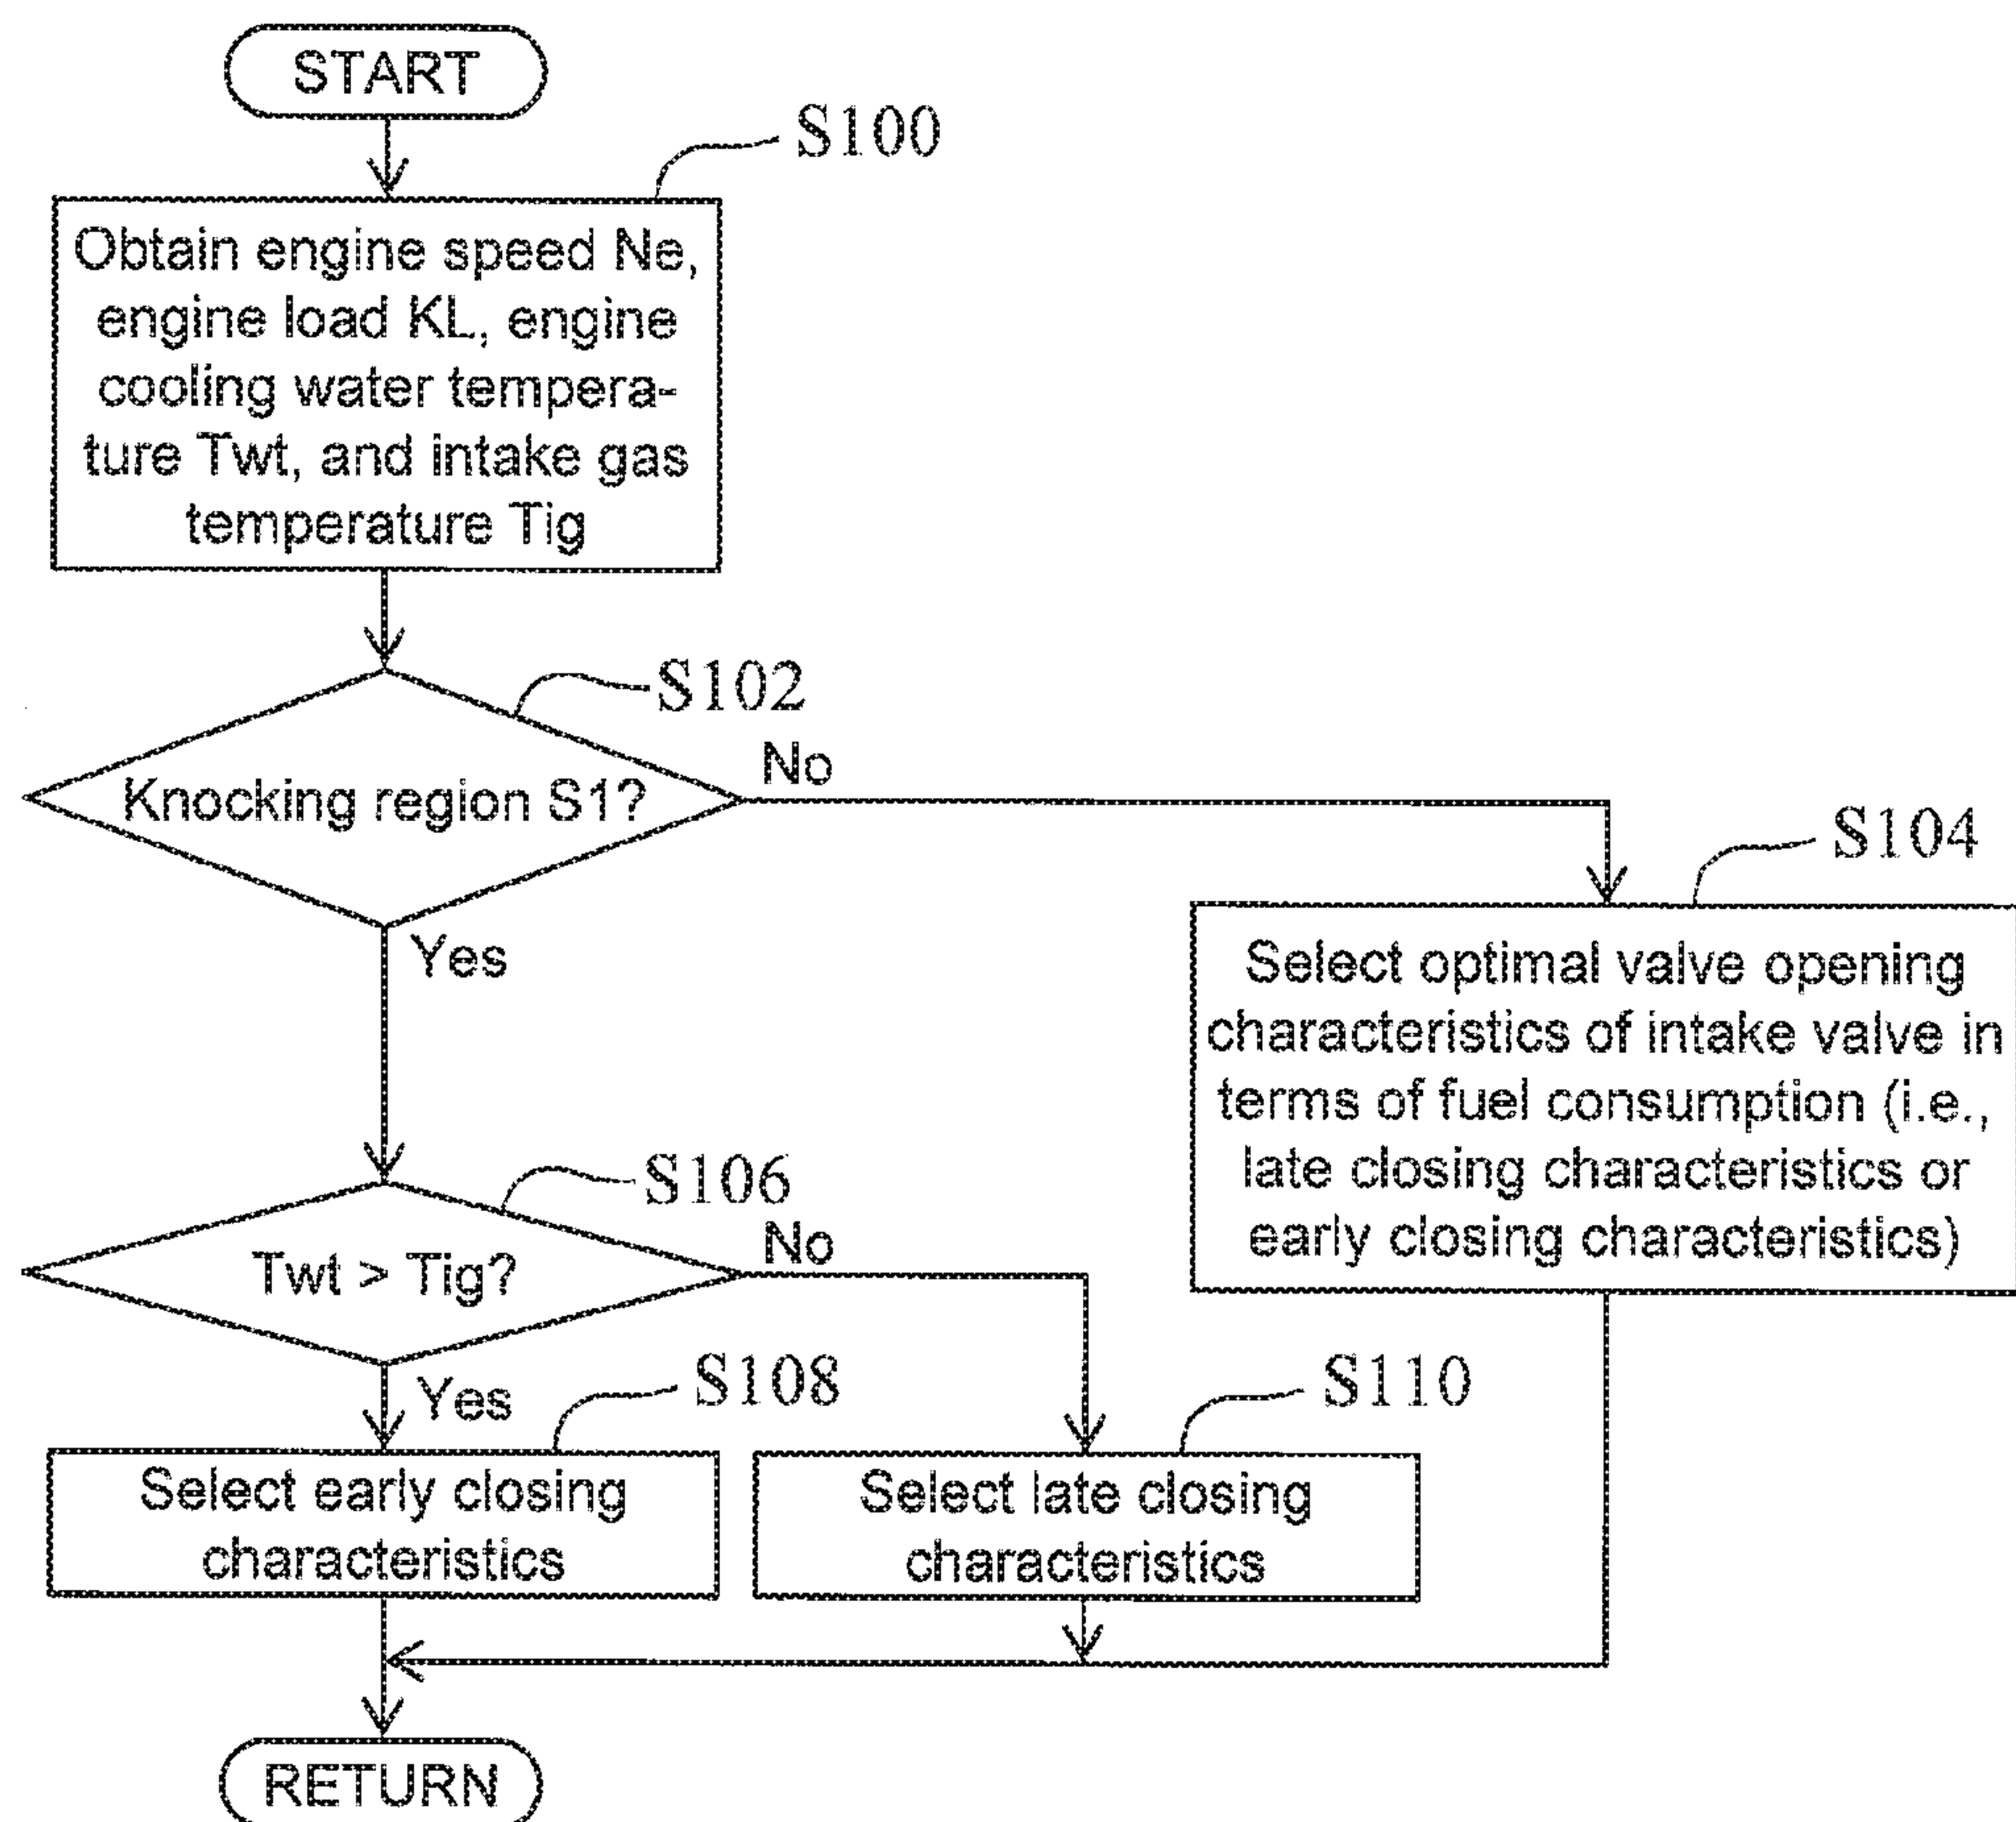 START
S100
Obtain engine speed Ne,
engine load KL, engine
cooling water tempera-
ture Twt, and intake gas
temperature Tig
S102
Knocking region S1?
No
Yes
S104
Select optimal valve opening
characteristics of intake valve in
terms of fuel consumption (i.e.,
late closing characteristics or
early closing characteristics)
S106
Twt > Tig?
No
Yes
S108
Select early closing
characteristics
S110
Select late closing
characteristics
RETURN